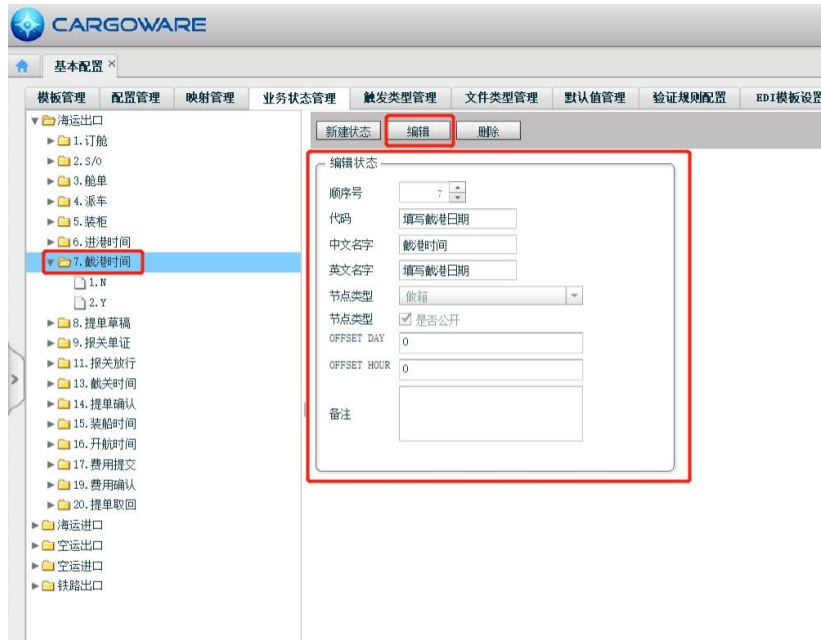 CARGOWARE
基本配置
模板管理 配置管理 映射管理 业务状态管理 触发类型管理 文件类型管理 默认值管理 验证规则配置 EDI模板设置
海运出口
1.订舱
2.S/O
3.舱单
4.派车
5.装柜
6.进港时间
7.截港时间
1.N
2.Y
8.提单草稿
9.报关单证
11.报关放行
13.截关时间
14.提单确认
15.装船时间
16.开航时间
17.费用提交
19.费用确认
20.提单取回
海运进口
空运出口
空运进口
铁路出口
新建状态 编辑 删除
编辑状态
顺序号 7
代码 填写截港日期
中文名字 截港时间
英文名字 填写截港日期
节点类型 做箱
节点类型 是否公开
OFFSET DAY 0
OFFSET HOUR 0
备注